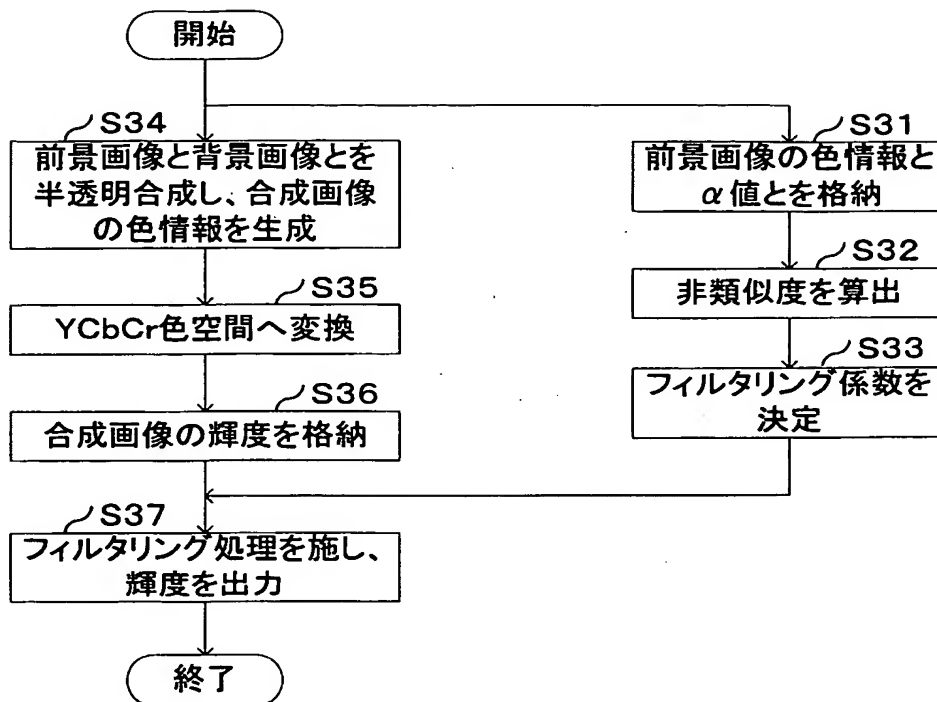 開始
S34
前景画像と背景画像とを
半透明合成し、合成画像
の色情報を生成
S35
YCbCr色空間へ変換
S36
合成画像の輝度を格納
S31
前景画像の色情報と
α値とを格納
S32
非類似度を算出
S33
フィルタリング係数を
決定
S37
フィルタリング処理を施し、
輝度を出力
終了